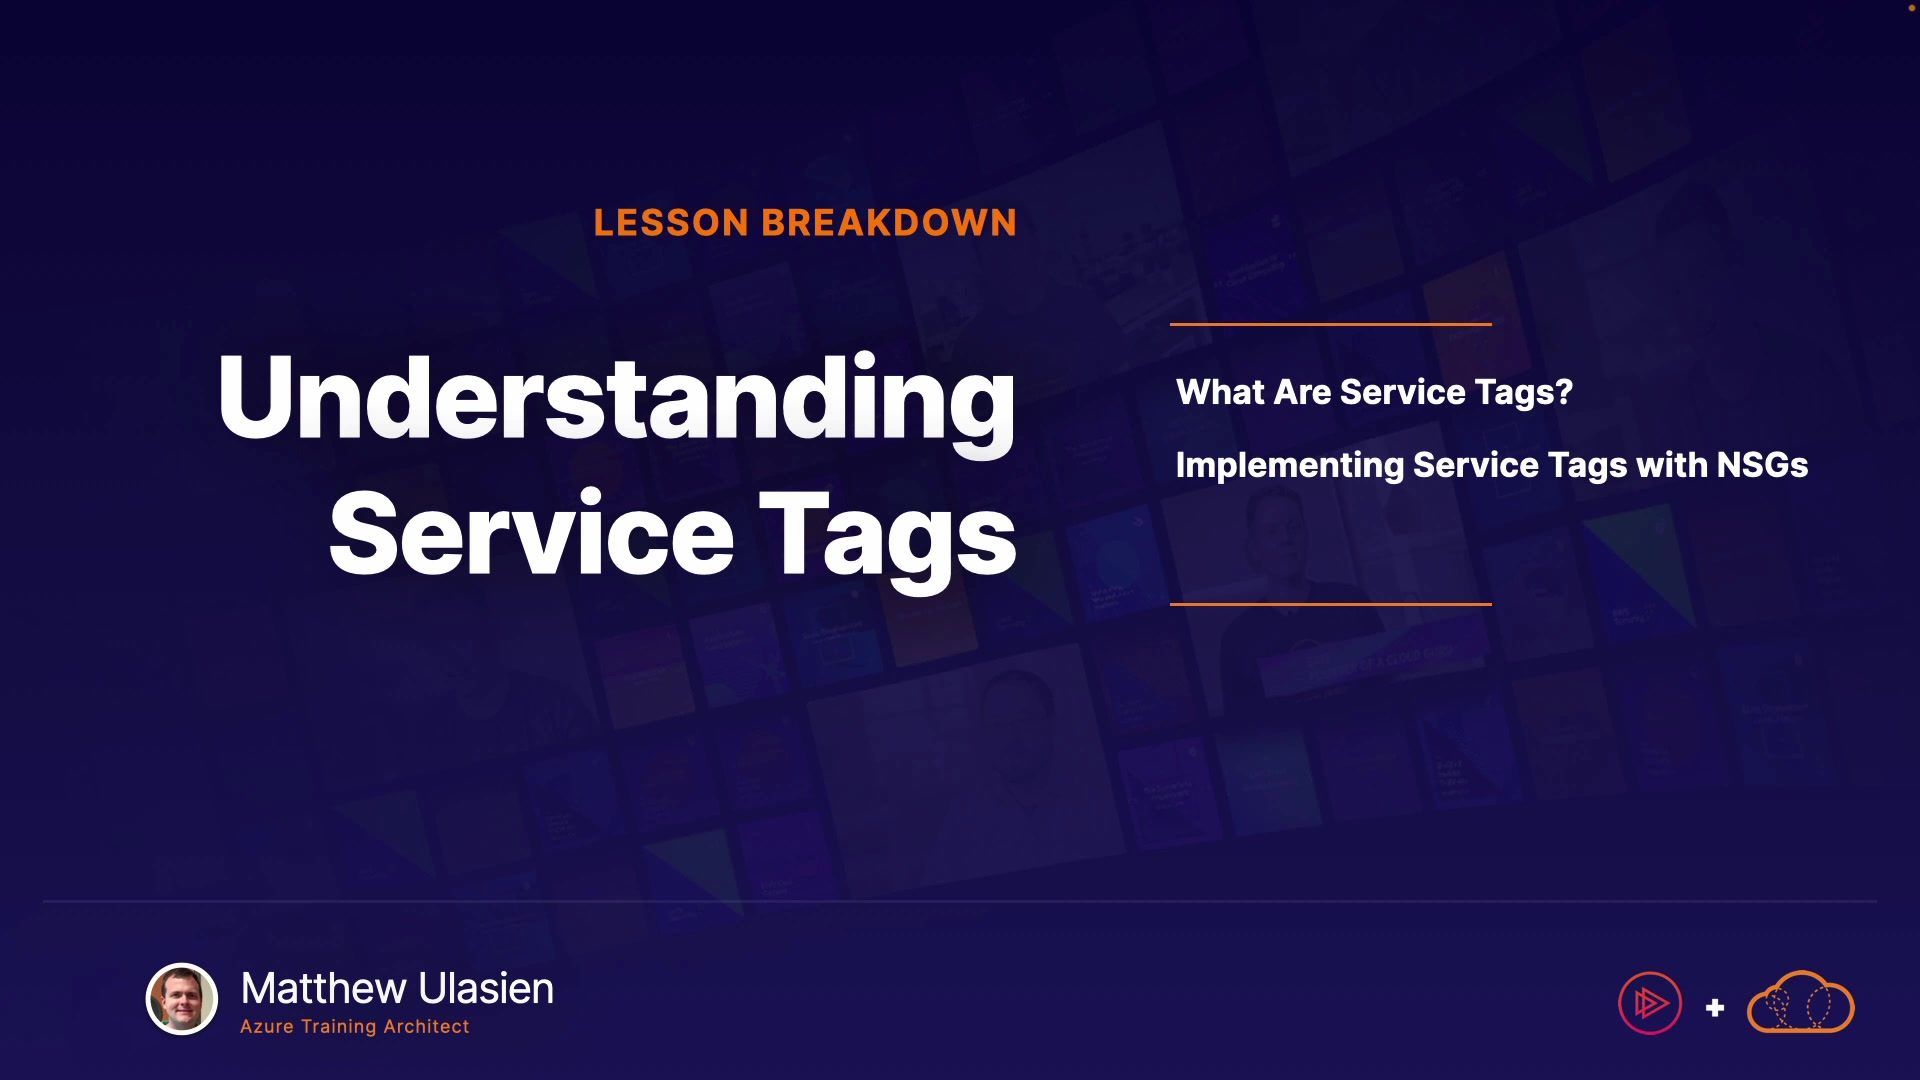 LESSON BREAKDOWN
Understanding
Service Tags
What Are Service Tags?
Implementing Service Tags with NSGs
Matthew Ulasien
Azure Training Architect
+